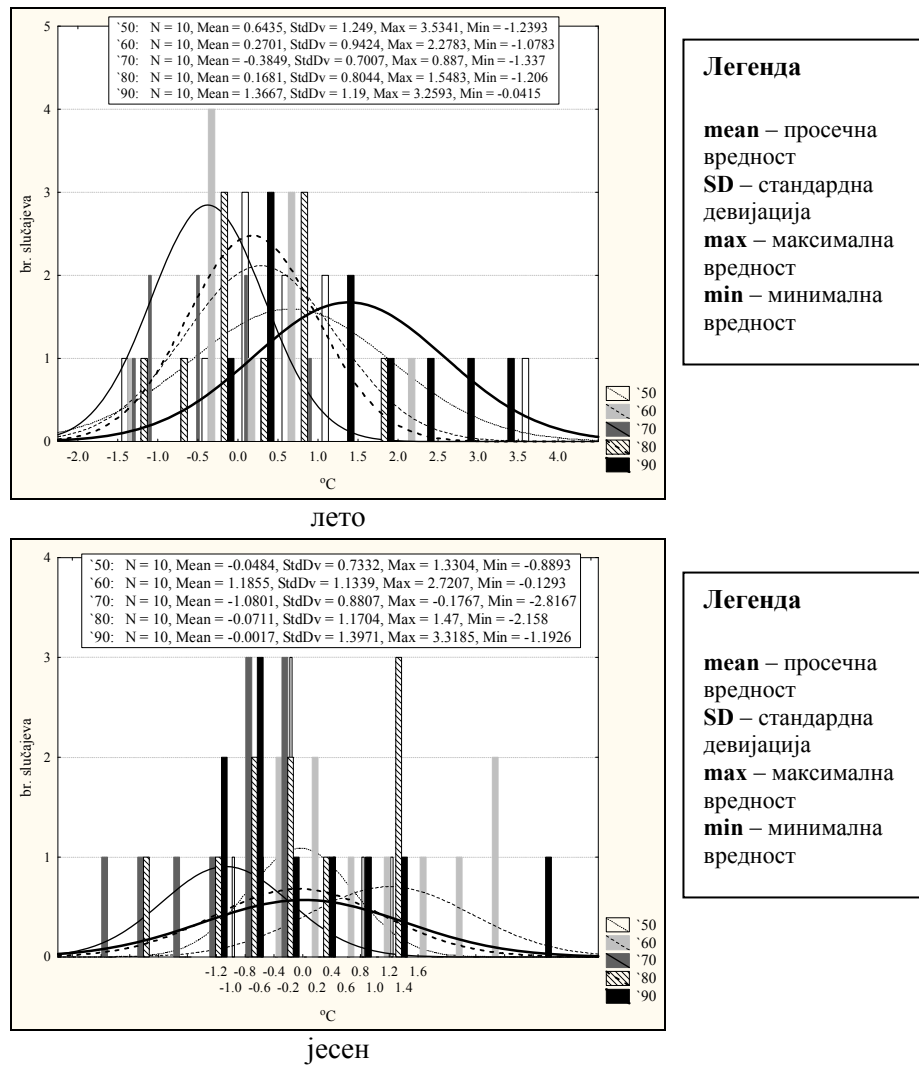 `50: N = 10, Mean = 0.6435, StdDv = 1.249, Max = 3.5341, Min = -1.2393
`60: N = 10, Mean = 0.2701, StdDv = 0.9424, Max = 2.2783, Min = -1.0783
`70: N = 10, Mean = -0.3849, StdDv = 0.7007, Max = 0.887, Min = -1.337
`80: N = 10, Mean = 0.1681, StdDv = 0.8044, Max = 1.5483, Min = -1.206
`90: N = 10, Mean = 1.3667, StdDv = 1.19, Max = 3.2593, Min = -0.0415
5
4
3
2
1
0
br. slučajeva
-2.0 -1.5 -0.5 0.0 0.5 1.0 1.5 2.0 2.5 3.0 3.5 4.0
°C
`50
`60
`70
`80
`90
лето
Легенда
mean – просечна
вредност
SD – стандардна
девијација
max – максимална
вредност
min – минимална
вредност
`50: N = 10, Mean = -0.0484, StdDv = 0.7332, Max = 1.3304, Min = -0.8893
`60: N = 10, Mean = 1.1855, StdDv = 1.1339, Max = 2.7207, Min = -0.1293
`70: N = 10, Mean = -1.0801, StdDv = 0.8807, Max = -0.1767, Min = -2.8167
`80: N = 10, Mean = -0.0711, StdDv = 1.1704, Max = 1.47, Min = -2.158
`90: N = 10, Mean = -0.0017, StdDv = 1.3971, Max = 3.3185, Min = -1.1926
4
3
2
1
0
br. slučajeva
-1.2 -0.8 -0.4 0.0 0.4 0.8 1.2 1.6
-1.0 -0.6 -0.2 0.2 0.6 1.0 1.4
°C
`50
`60
`70
`80
`90
јесен
Легенда
mean – просечна
вредност
SD – стандардна
девијација
max – максимална
вредност
min – минимална
вредност